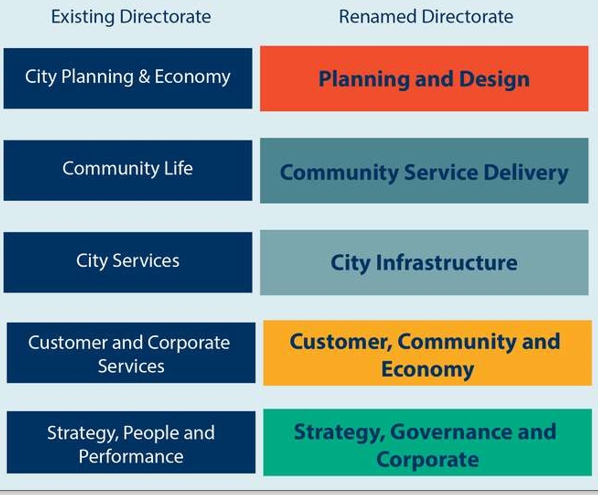 Existing Directorate
Renamed Directorate
City Planning & Economy
Planning and Design
Community Life
Community Service Delivery
City Services
City Infrastructure
Customer and Corporate
Services
Customer, Community and
Economy
Strategy, People and
Performance
Strategy, Governance and
Corporate